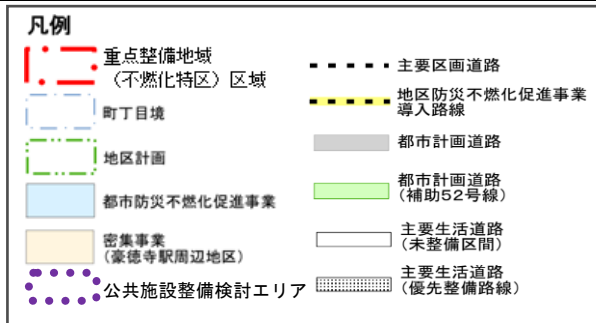 凡例
重点整備地域
（不燃化特区）区域
町丁目境
地区計画
都市防災不燃化促進事業
密集事業
（豪徳寺駅周辺地区）
公共施設整備検討エリア
主要区画道路
地区防災不燃化促進事業
導入路線
都市計画道路
都市計画道路
（補助52号線）
主要生活道路
（未整備区間）
主要生活道路
（優先整備路線）